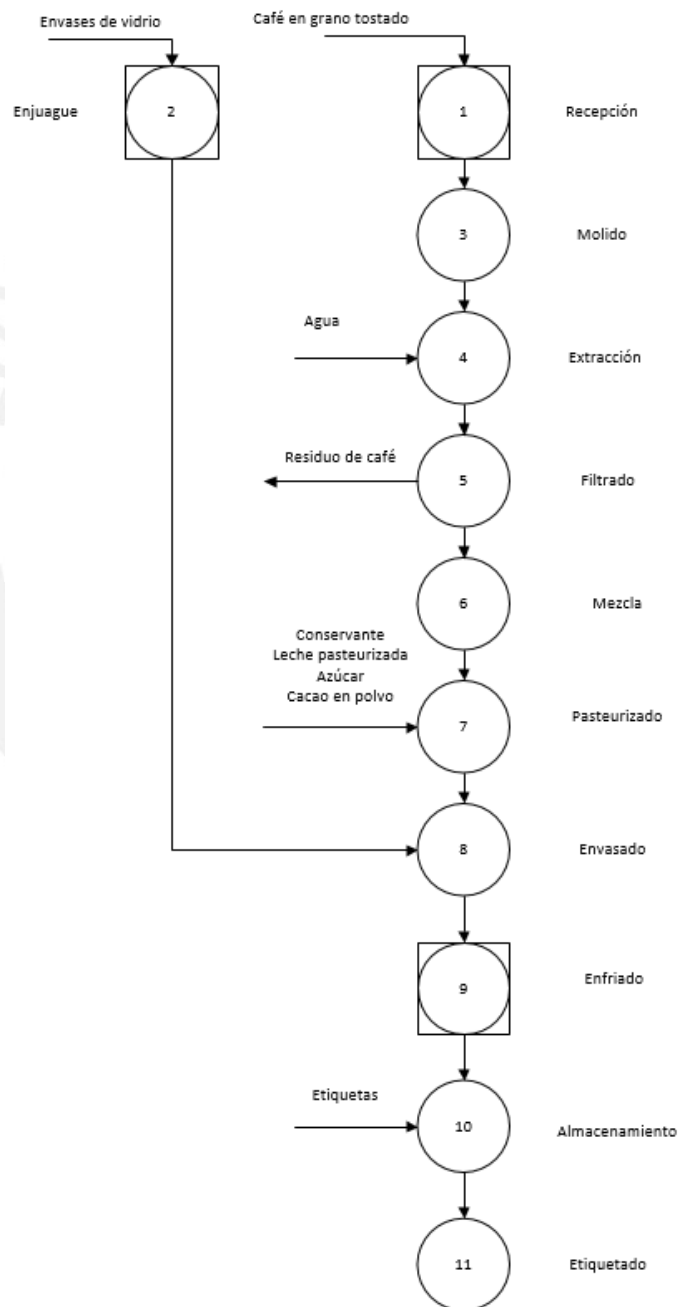 Envases de vidrio
Café en grano tostado
Enjuague
2
1
Recepción
3
Molido
Agua
4
Extracción
Residuo de café
5
Filtrado
6
Mezcla
Conservante
Leche pasteurizada
Azúcar
Cacao en polvo
7
Pasteurizado
8
Envasado
9
Enfriado
Etiquetas
10
Almacenamiento
11
Etiquetado